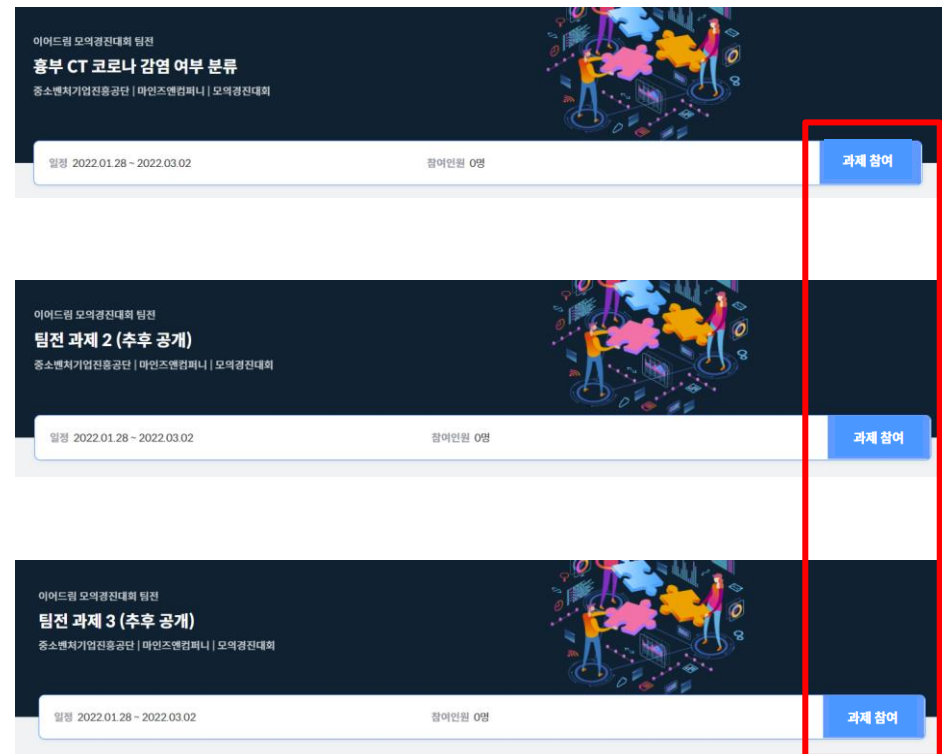 이어드림 모의경진대회 팀전
흉부 CT 코로나 감염 여부 분류
중소벤처기업진흥공단 | 마인즈앤컴퍼니 | 모의경진대회
일정 2022.01.28 ~ 2022.03.02 참여인원 0명 과제 참여
이어드림 모의경진대회 팀전
팀전 과제 2 (추후 공개)
중소벤처기업진흥공단 | 마인즈앤컴퍼니 | 모의경진대회
일정 2022.01.28 ~ 2022.03.02 참여인원 0명 과제 참여
이어드림 모의경진대회 팀전
팀전 과제 3 (추후 공개)
중소벤처기업진흥공단 | 마인즈앤컴퍼니 | 모의경진대회
일정 2022.01.28 ~ 2022.03.02 참여인원 0명 과제 참여